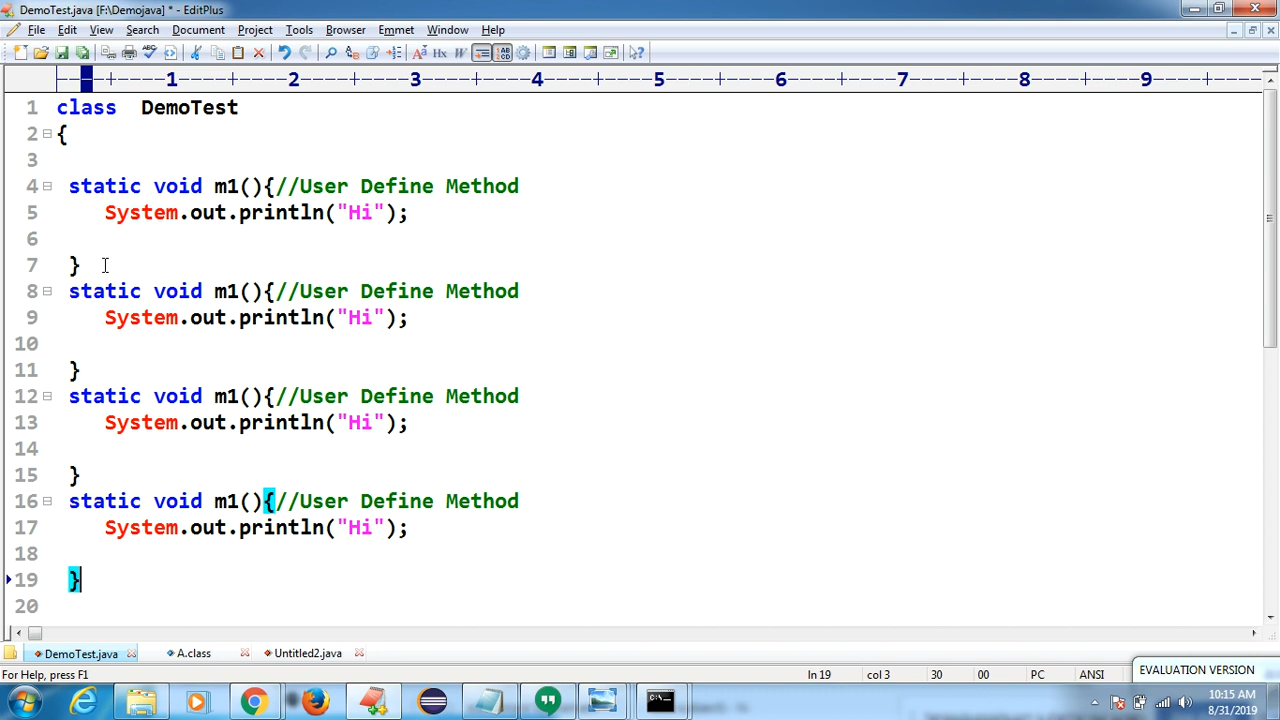 DemoTest.java [F:\Demojava] * - EditPlus
File Edit View Search Document Project Tools Browser Emmet Window Help
1 2 3 4 5 6 7 8 9
1 class  DemoTest
2 {
3
4 static void m1(){//User Define Method
5 System.out.println("Hi");
6
7 }
8 static void m1(){//User Define Method
9 System.out.println("Hi");
10
11 }
12 static void m1(){//User Define Method
13 System.out.println("Hi");
14
15 }
16 static void m1(){//User Define Method
17 System.out.println("Hi");
18
19 }
20
DemoTest.java A.class Untitled2.java
For Help, press F1 ln 19 col 3 30 00 PC ANSI EVALUATION VERSION
10:15 AM
8/31/2019